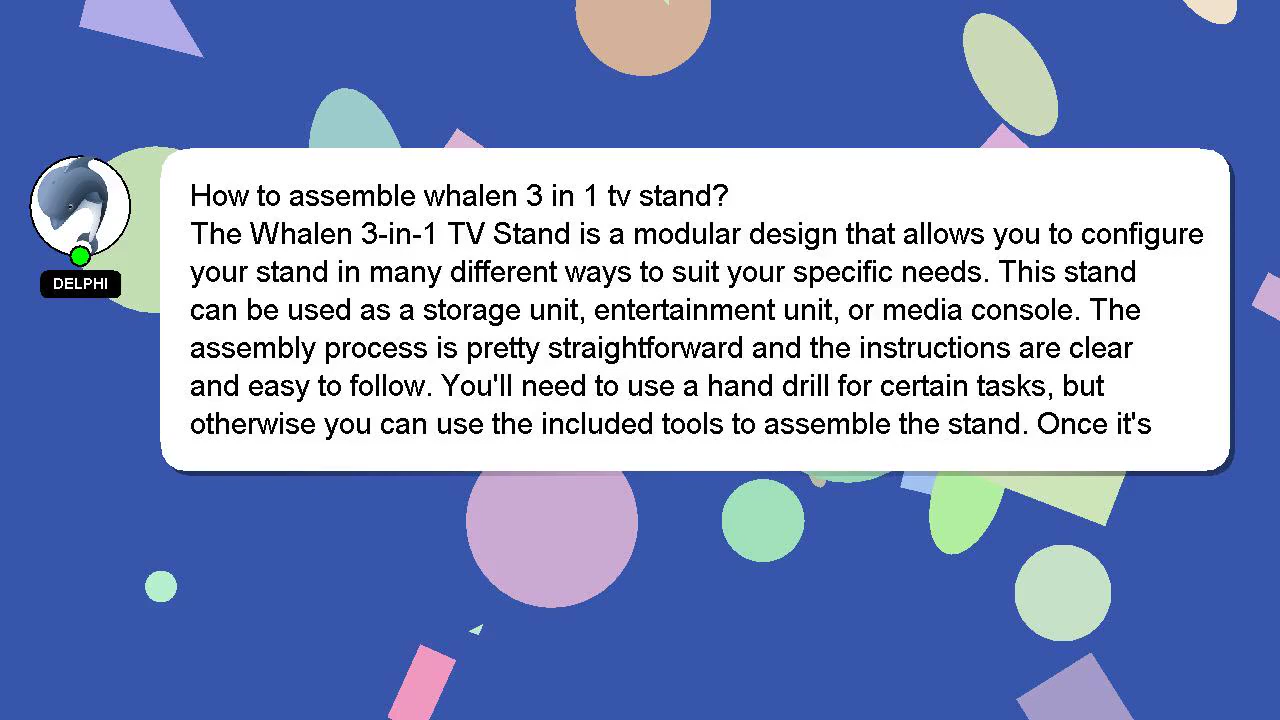 How to assemble whalen 3 in 1 tv stand?
The Whalen 3-in-1 TV Stand is a modular design that allows you to configure
your stand in many different ways to suit your specific needs. This stand
can be used as a storage unit, entertainment unit, or media console. The
assembly process is pretty straightforward and the instructions are clear
and easy to follow. You'll need to use a hand drill for certain tasks, but
otherwise you can use the included tools to assemble the stand. Once it's
DELPHI